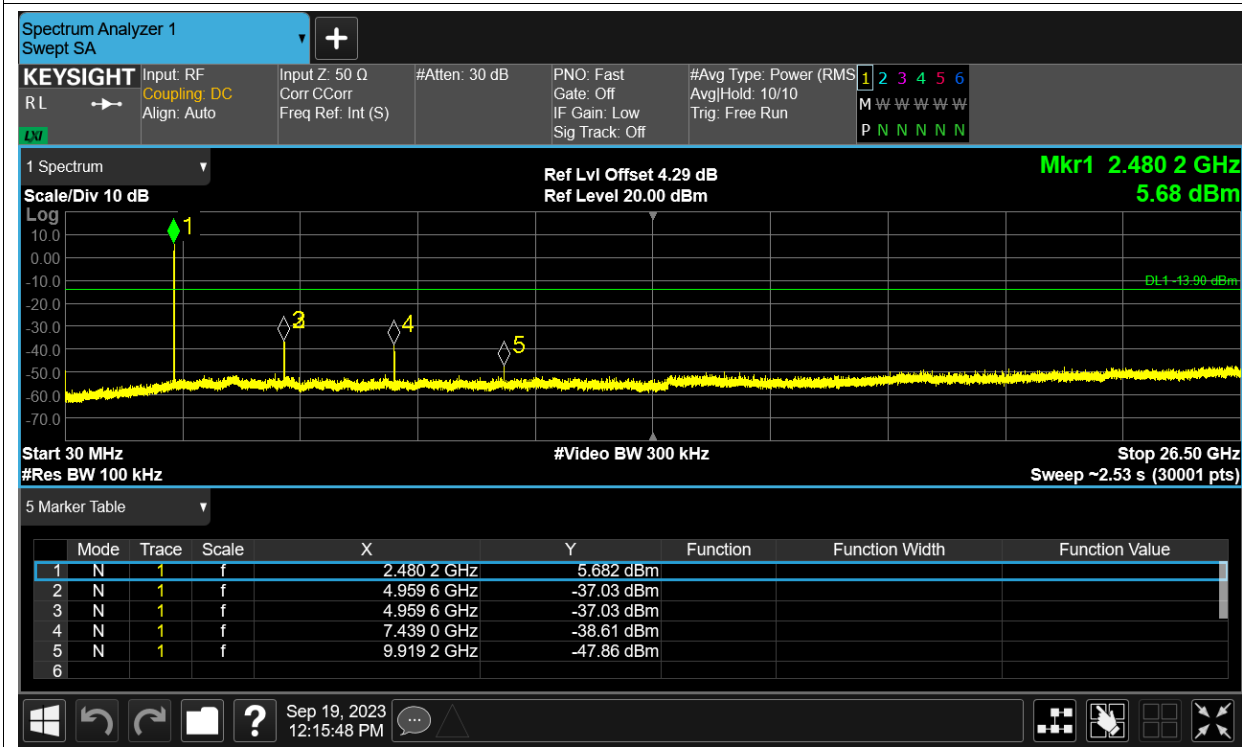 Spectrum Analyzer 1
Swept SA
KEYSIGHT Input: RF Input Z: 50 Ω #Atten: 30 dB PNO: Fast #Avg Type: Power (RMS 1 2 3 4 5 6
RL Coupling: DC Corr CCorr Gate: Off Avg|Hold: 10/10 M W W W W W
Align: Auto Freq Ref: Int (S) IF Gain: Low Trig: Free Run
LXI Sig Track: Off P N N N N N
1 Spectrum Ref Lvl Offset 4.29 dB Mkr1 2.480 2 GHz
Scale/Div 10 dB Ref Level 20.00 dBm 5.68 dBm
Log
1
10.0
0.00
-10.0 DL1 -13.90 dBm
-20.0
3 4
-30.0
5
-40.0
-50.0
-60.0
-70.0
Start 30 MHz #Video BW 300 kHz Stop 26.50 GHz
#Res BW 100 kHz Sweep ~2.53 s (30001 pts)
5 Marker Table
Mode Trace Scale X Y Function Function Width Function Value
1 N 1 f 2.480 2 GHz 5.682 dBm
2 N 1 f 4.959 6 GHz -37.03 dBm
3 N 1 f 4.959 6 GHz -37.03 dBm
4 N 1 f 7.439 0 GHz -38.61 dBm
5 N 1 f 9.919 2 GHz -47.86 dBm
6
? Sep 19, 2023
12:15:48 PM